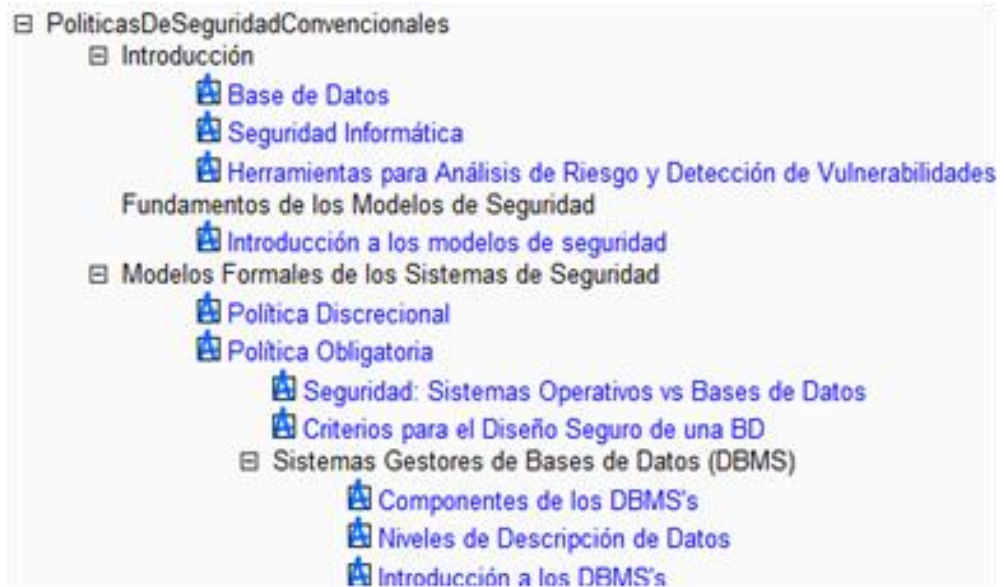 PoliticasDeSeguridadConvencionales
Introducción
Base de Datos
Seguridad Informática
Herramientas para Análisis de Riesgo y Detección de Vulnerabilidades
Fundamentos de los Modelos de Seguridad
Introducción a los modelos de seguridad
Modelos Formales de los Sistemas de Seguridad
Política Discrecional
Política Obligatoria
Seguridad: Sistemas Operativos vs Bases de Datos
Criterios para el Diseño Seguro de una BD
Sistemas Gestores de Bases de Datos (DBMS)
Componentes de los DBMS's
Niveles de Descripción de Datos
Introducción a los DBMS's